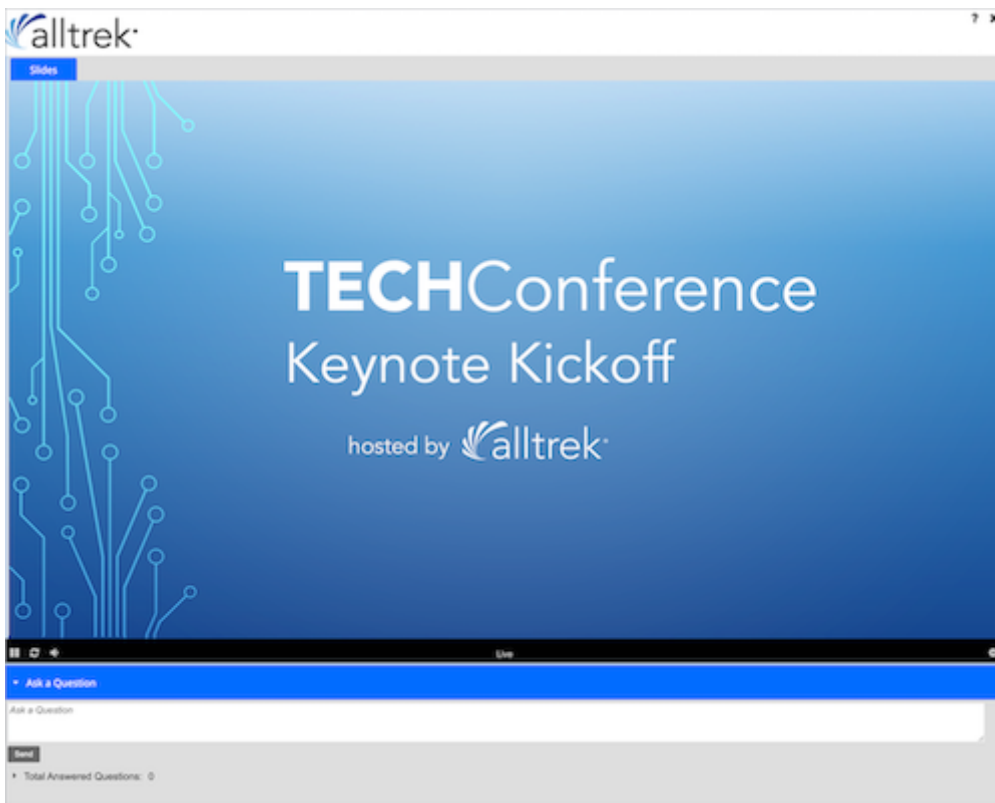 alltrek
?
Slides
TECHConference
Keynote Kickoff
hosted by alltrek
Live
Ask a Question
Ask a Question
Send
Total Answered Questions: 0